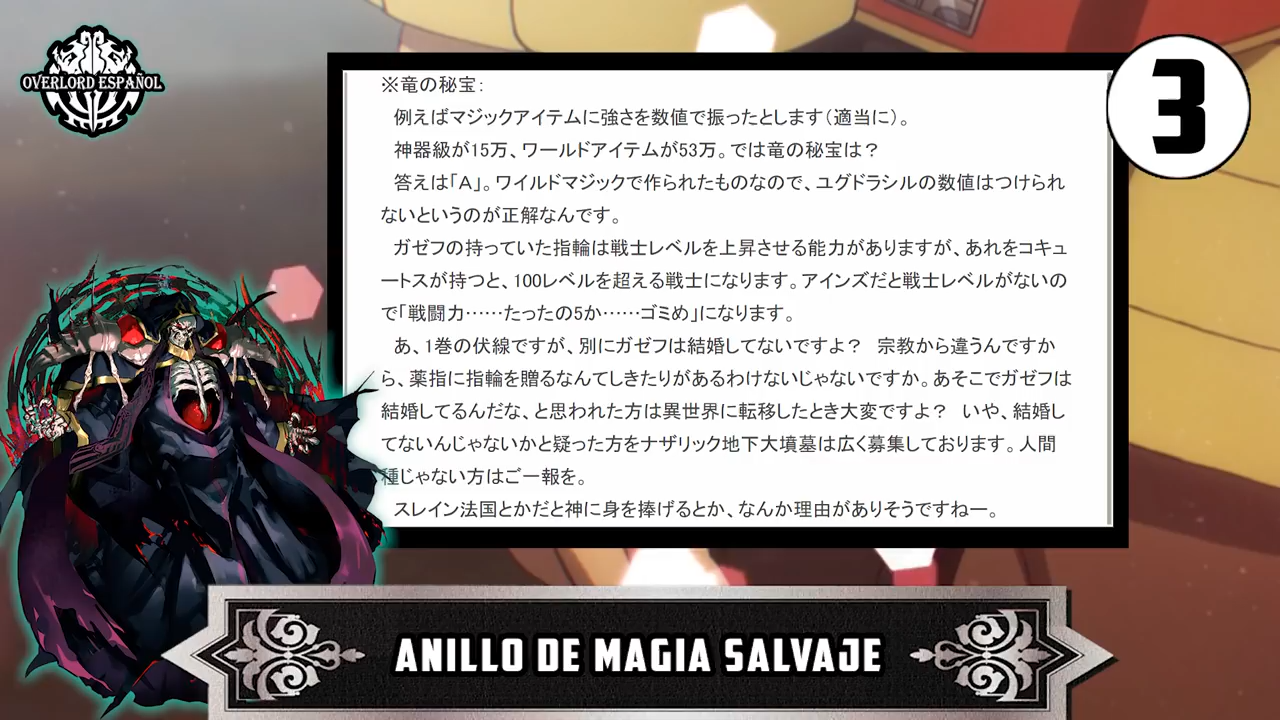 OVERLORD ESPAÑOL
3
※竜の秘宝：
例えばマジックアイテムに強さを数値で振ったとします（適当に）。
神器級が15万、ワールドアイテムが53万。では竜の秘宝は？
答えは「A」。ワイルドマジックで作られたものなので、ユグドラシルの数値はつけられ
ないというのが正解なんです。
ガゼフの持っていた指輪は戦士レベルを上昇させる能力がありますが、あれをコキュ
ートスが持つと、100レベルを超える戦士になります。アインズだと戦士レベルがないの
で「戦闘力……たったの5か……ゴミめ」になります。
あ、1巻の伏線ですが、別にガゼフは結婚してないですよ？　宗教から違うんですか
ら、薬指に指輪を贈るなんてしきたりがあるわけないじゃないですか。あそこでガゼフは
結婚してるんだな、と思われた方は異世界に転移したとき大変ですよ？　いや、結婚し
てないんじゃないかと疑った方をナザリック地下大墳墓は広く募集しております。人間
種じゃない方はご一報を。
スレイン法国とかだと神に身を捧げるとか、なんか理由がありそうですねー。
ANILLO DE MAGIA SALVAJE